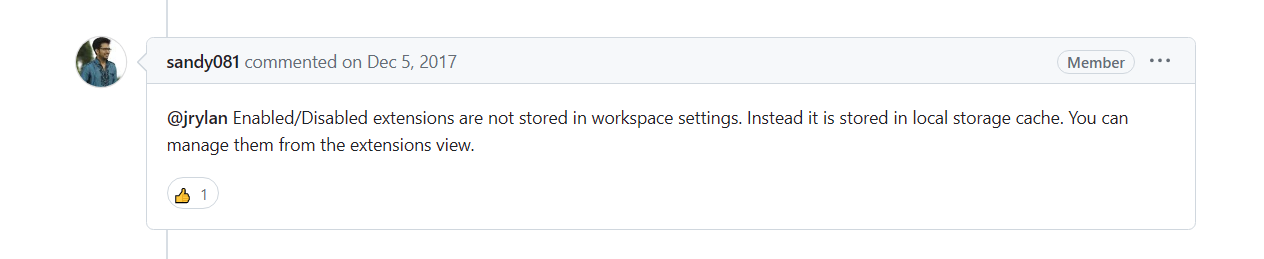 sandy081 commented on Dec 5, 2017 Member ···
@jrylan Enabled/Disabled extensions are not stored in workspace settings. Instead it is stored in local storage cache. You can
manage them from the extensions view.
👍 1